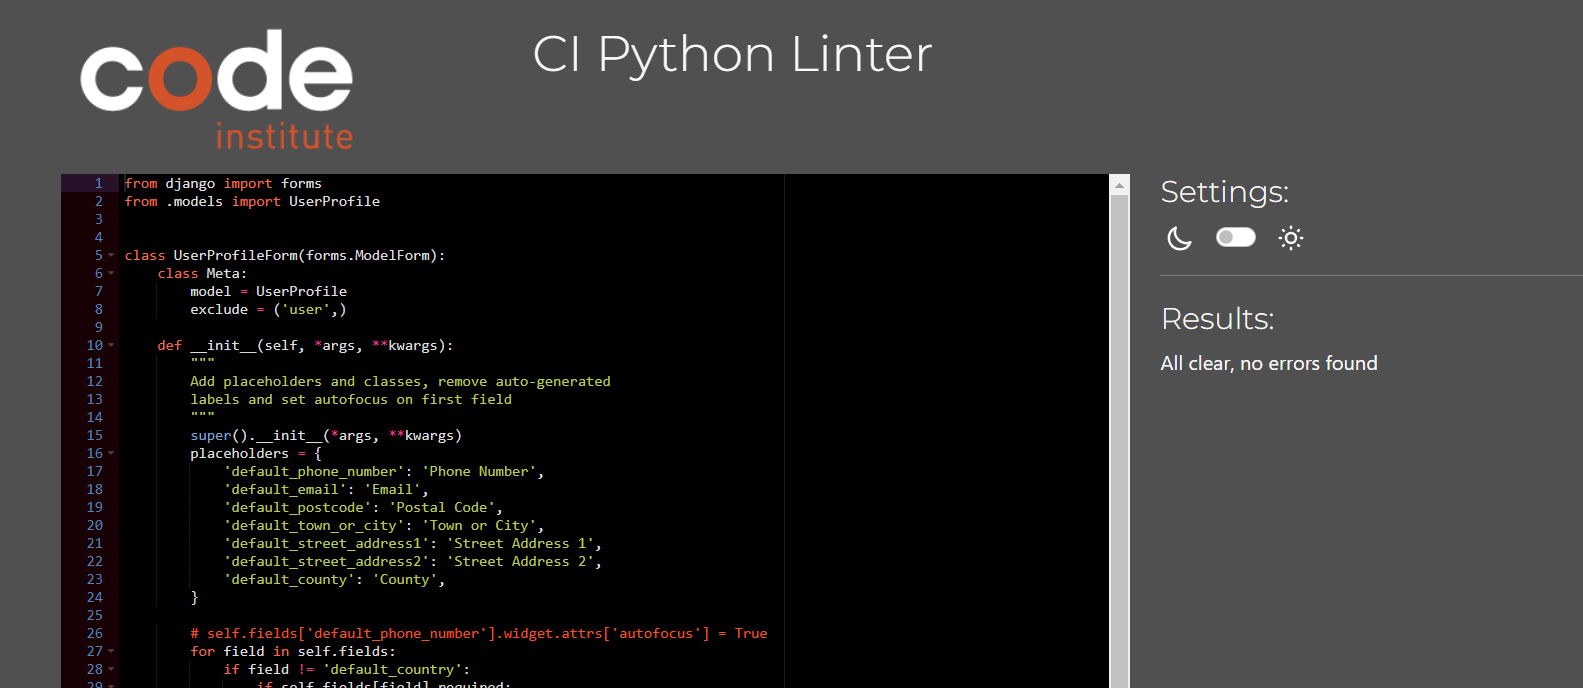 code
institute
CI Python Linter
1 from django import forms
2 from .models import UserProfile
3
4
5 class UserProfileForm(forms.ModelForm):
6     class Meta:
7         model = UserProfile
8         exclude = ('user',)
9
10     def __init__(self, *args, **kwargs):
11         """
12         Add placeholders and classes, remove auto-generated
13         labels and set autofocus on first field
14         """
15         super().__init__(*args, **kwargs)
16         placeholders = {
17             'default_phone_number': 'Phone Number',
18             'default_email': 'Email',
19             'default_postcode': 'Postal Code',
20             'default_town_or_city': 'Town or City',
21             'default_street_address1': 'Street Address 1',
22             'default_street_address2': 'Street Address 2',
23             'default_county': 'County',
24         }
25
26         # self.fields['default_phone_number'].widget.attrs['autofocus'] = True
27         for field in self.fields:
28             if field != 'default_country':
29                 if self.fields[field].required:
Settings:
Results:
All clear, no errors found